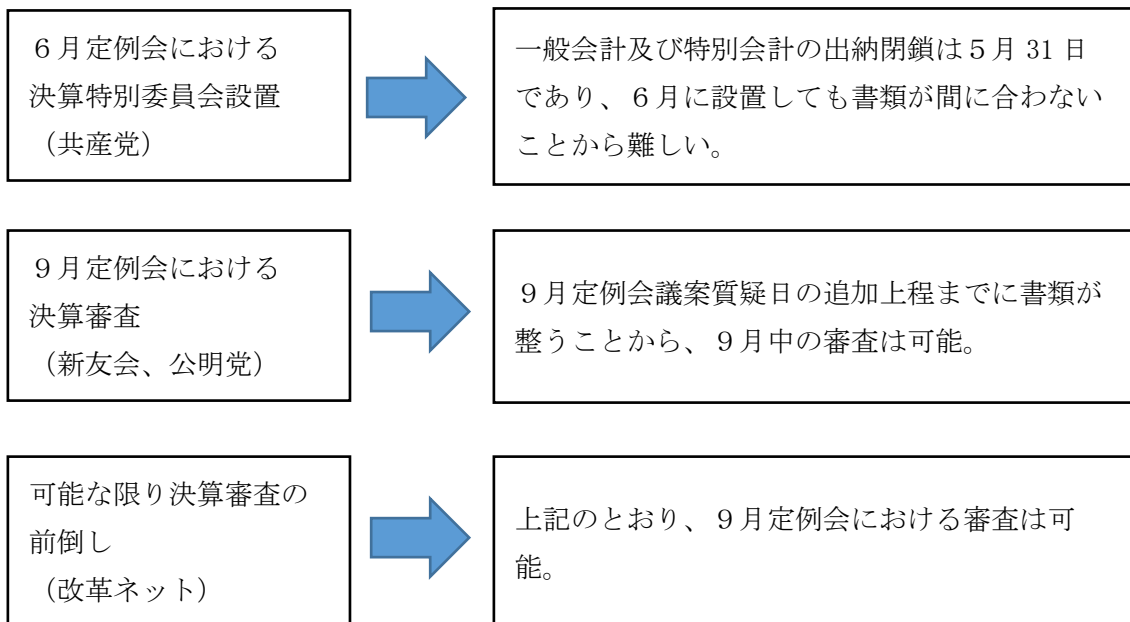 ６月定例会における
決算特別委員会設置
（共産党）
一般会計及び特別会計の出納閉鎖は５月 31 日
であり、６月に設置しても書類が間に合わない
ことから難しい。
９月定例会における
決算審査
（新友会、公明党）
９月定例会議案質疑日の追加上程までに書類が
整うことから、９月中の審査は可能。
可能な限り決算審査の
前倒し
（改革ネット）
上記のとおり、９月定例会における審査は可
能。